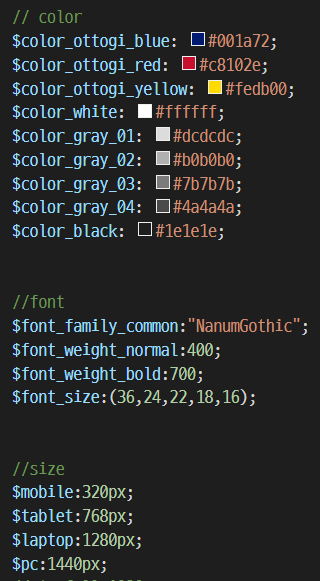 // color
$color_ottogi_blue: #001a72;
$color_ottogi_red: #c8102e;
$color_ottogi_yellow: #fedb00;
$color_white: #ffffff;
$color_gray_01: #dcdcdc;
$color_gray_02: #b0b0b0;
$color_gray_03: #7b7b7b;
$color_gray_04: #4a4a4a;
$color_black: #1e1e1e;
//font
$font_family_common:"NanumGothic";
$font_weight_normal:400;
$font_weight_bold:700;
$font_size:(36,24,22,18,16);
//size
$mobile:320px;
$tablet:768px;
$laptop:1280px;
$pc:1440px;